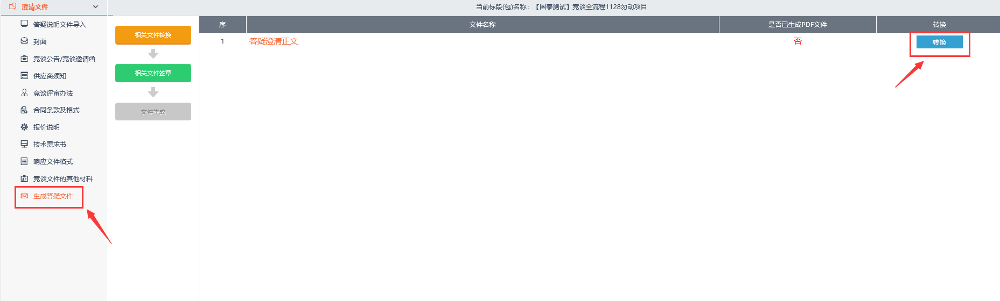 澄清文件
当前标段(包)名称：【国泰测试】竞谈全流程1128勿动项目
答疑说明文件导入
封面
竞谈公告/竞谈邀请函
供应商须知
竞谈评审办法
合同条款及格式
报价说明
技术需求书
响应文件格式
竞谈文件的其他材料
生成答疑文件
相关文件转换
相关文件签章
文件生成
序 文件名称 是否已生成PDF文件 转换
1 答疑澄清正文 否 转换